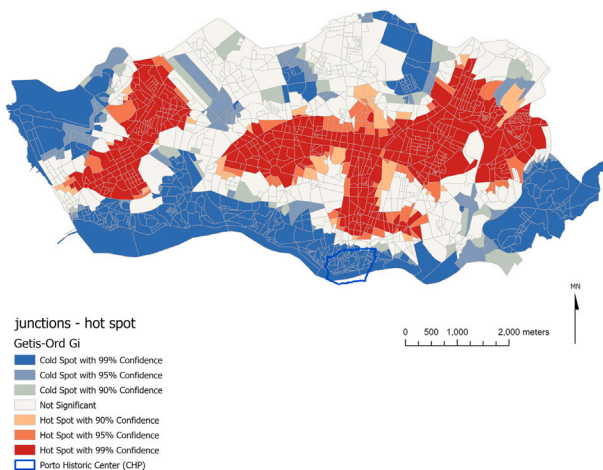 MN
0 500 1,000 2,000 meters
junctions - hot spot
Getis-Ord Gi
Cold Spot with 99% Confidence
Cold Spot with 95% Confidence
Cold Spot with 90% Confidence
Not Significant
Hot Spot with 90% Confidence
Hot Spot with 95% Confidence
Hot Spot with 99% Confidence
Porto Historic Center (CHP)